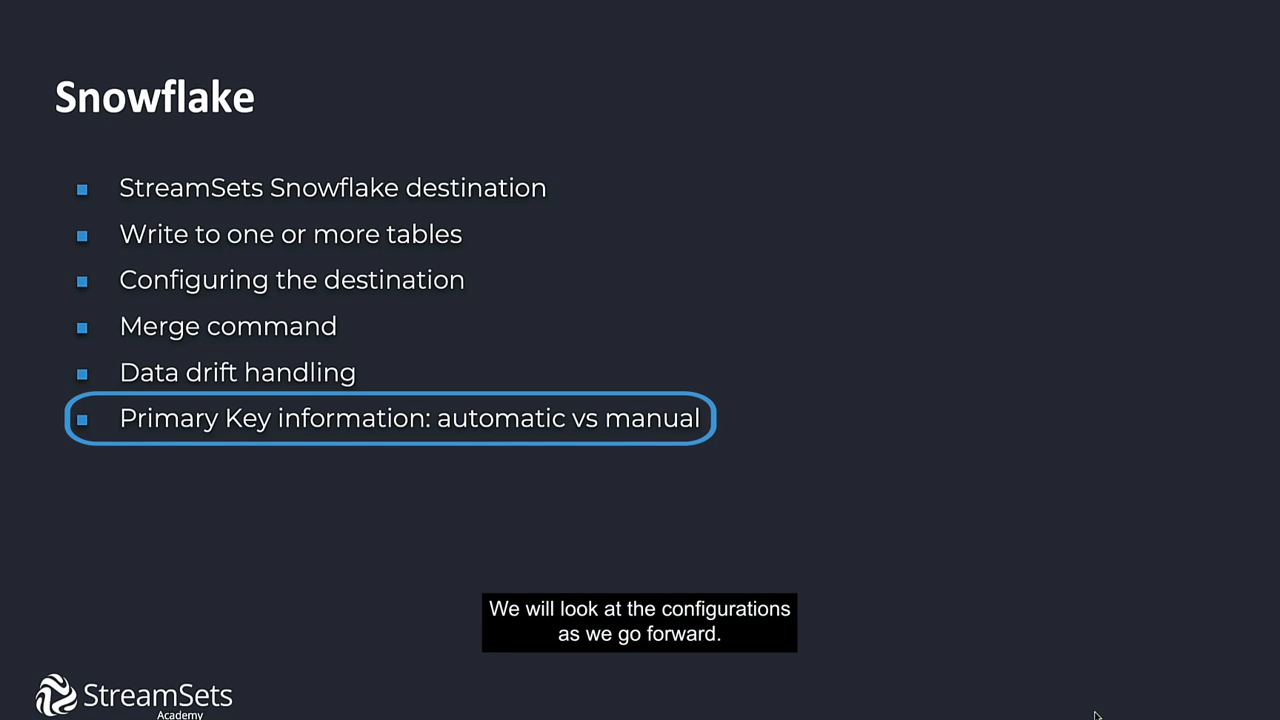 Snowflake
StreamSets Snowflake destination
Write to one or more tables
Configuring the destination
Merge command
Data drift handling
Primary Key information: automatic vs manual
We will look at the configurations
as we go forward.
StreamSets
Academy